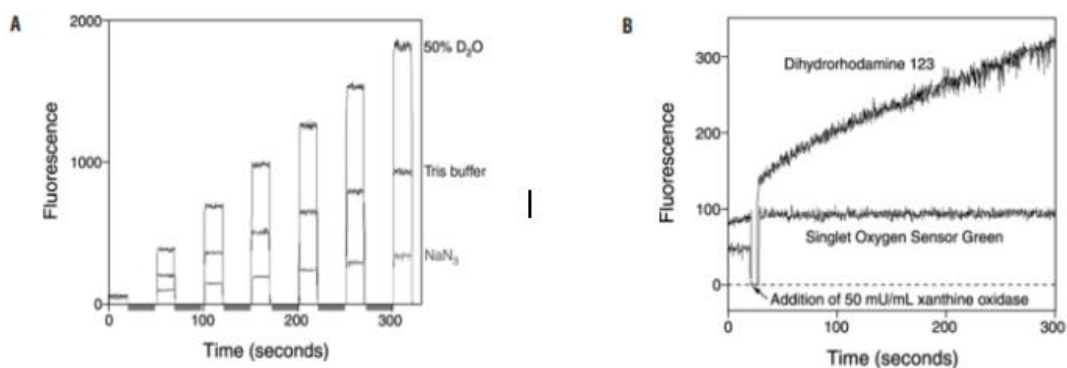 A
2000
1000
0
Fluorescence
50% D₂O
Tris buffer
NaN₃
0 100 200 300
Time (seconds)
B
300
200
100
0
Fluorescence
Dihydrorhodamine 123
Singlet Oxygen Sensor Green
Addition of 50 mU/mL xanthine oxidase
0 100 200 300
Time (seconds)